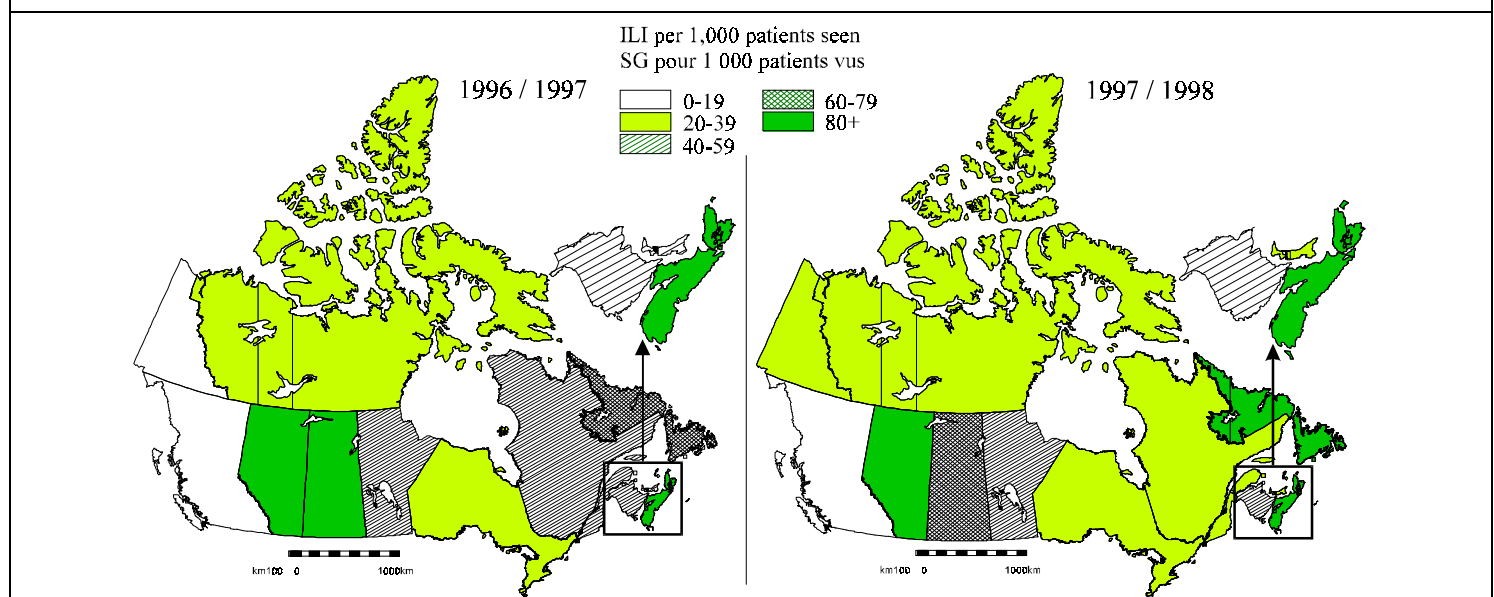 ILI per 1,000 patients seen
SG pour 1 000 patients vus
1996 / 1997
0-19
20-39
40-59
60-79
80+
1997 / 1998
km100 0 1000km
km100 0 1000km